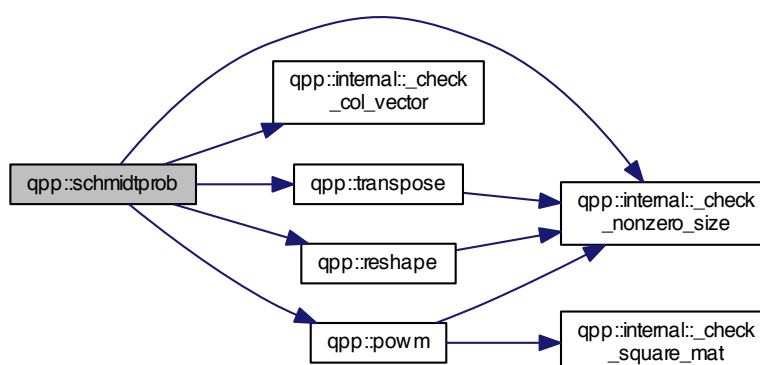 qpp::schmidtprob
qpp::internal::_check
_col_vector
qpp::transpose
qpp::reshape
qpp::powm
qpp::internal::_check
_nonzero_size
qpp::internal::_check
_square_mat